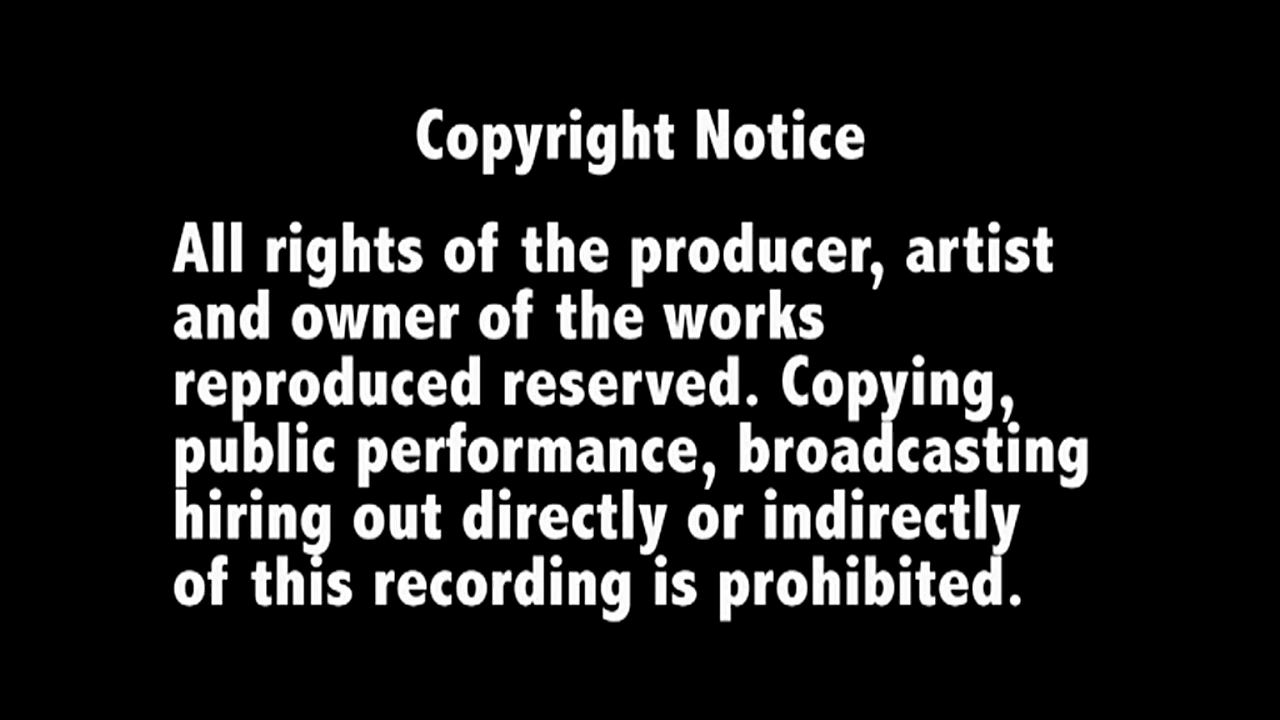 Copyright Notice
All rights of the producer, artist
and owner of the works
reproduced reserved. Copying,
public performance, broadcasting
hiring out directly or indirectly
of this recording is prohibited.